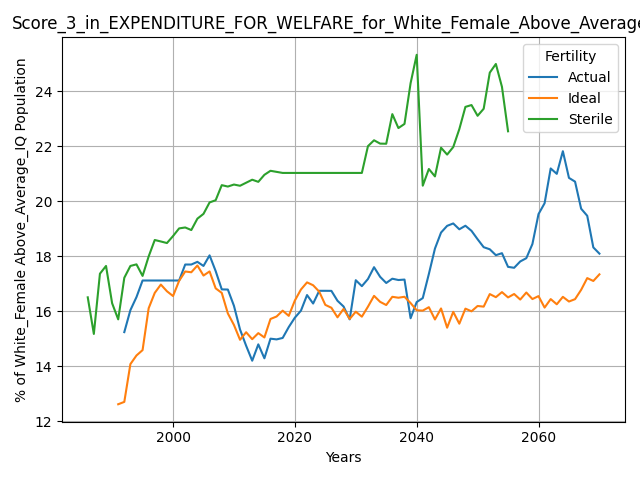 Score_3_in_EXPENDITURE_FOR_WELFARE_for_White_Female_Above_Average
Fertility
Actual
Ideal
Sterile
% of White_Female Above_Average_IQ Population
24
22
20
18
16
14
12
2000 2020 2040 2060
Years